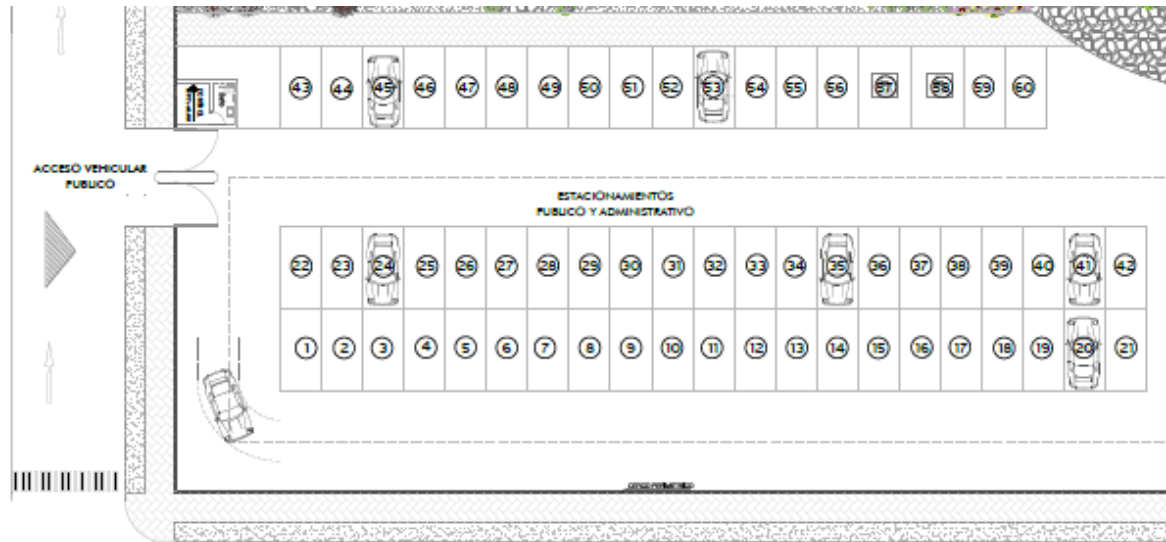 43 44 45 46 47 48 49 50 51 52 53 54 55 56 57 58 59 60
ACCESO VEHICULAR
PUBLICO
ESTACIONAMIENTOS
PUBLICO Y ADMINISTRATIVO
22 23 24 25 26 27 28 29 30 31 32 33 34 35 36 37 38 39 40 41 42
1 2 3 4 5 6 7 8 9 10 11 12 13 14 15 16 17 18 19 20 21